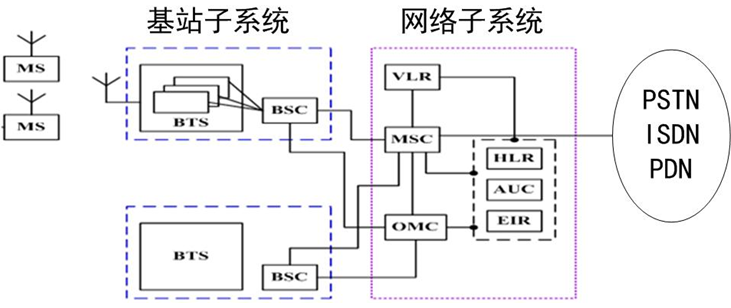 基站子系统
网络子系统
MS
MS
BTS
BSC
VLR
MSC
HLR
AUC
EIR
OMC
PSTN
ISDN
PDN
BTS
BSC